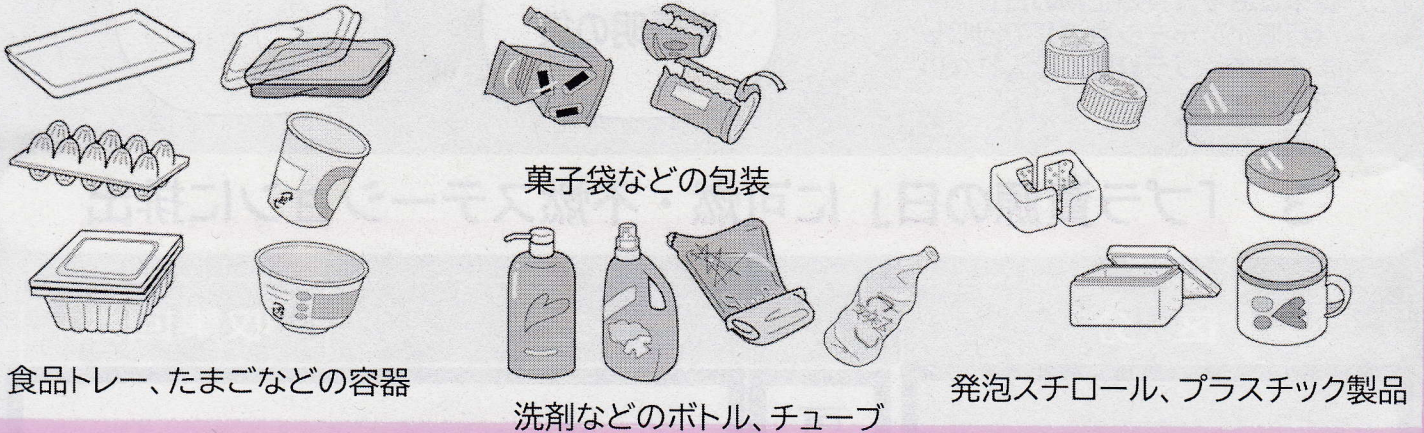 菓子袋などの包装
食品トレー、たまごなどの容器
洗剤などのボトル、チューブ
発泡スチロール、プラスチック製品